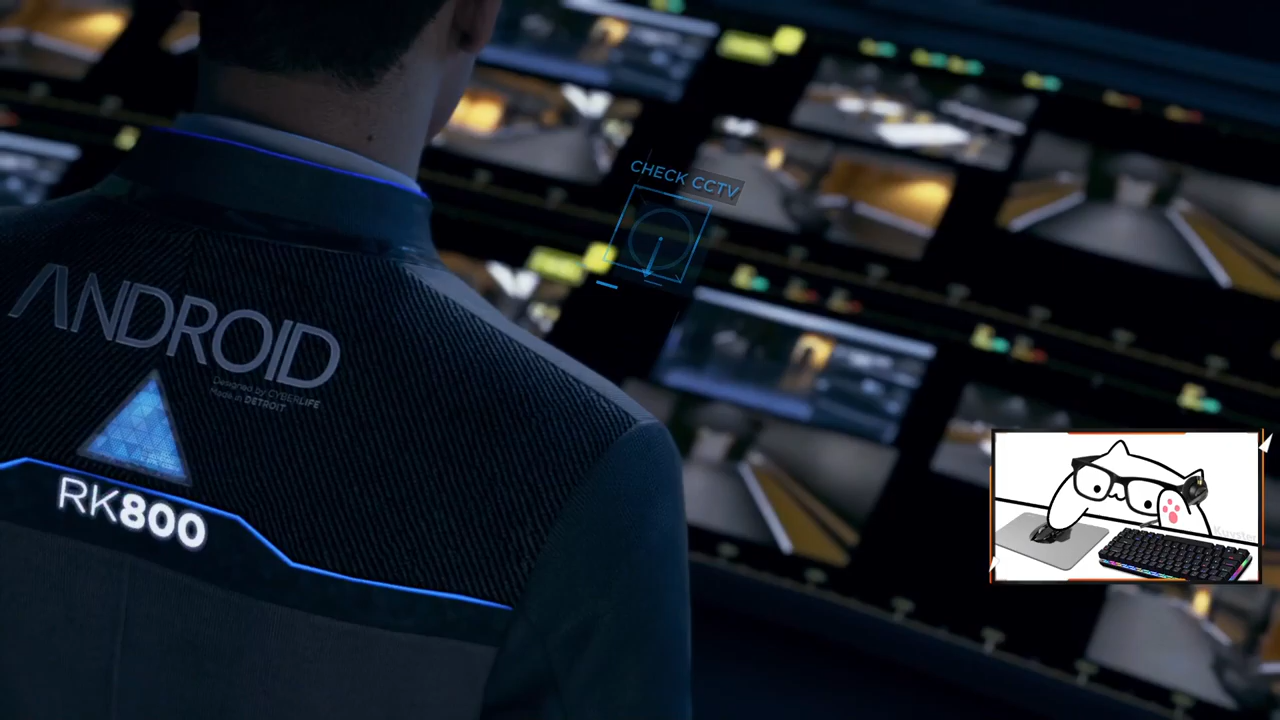 CHECK CCTV
ANDROID
Designed by CYBERLIFE
Made in DETROIT
RK800